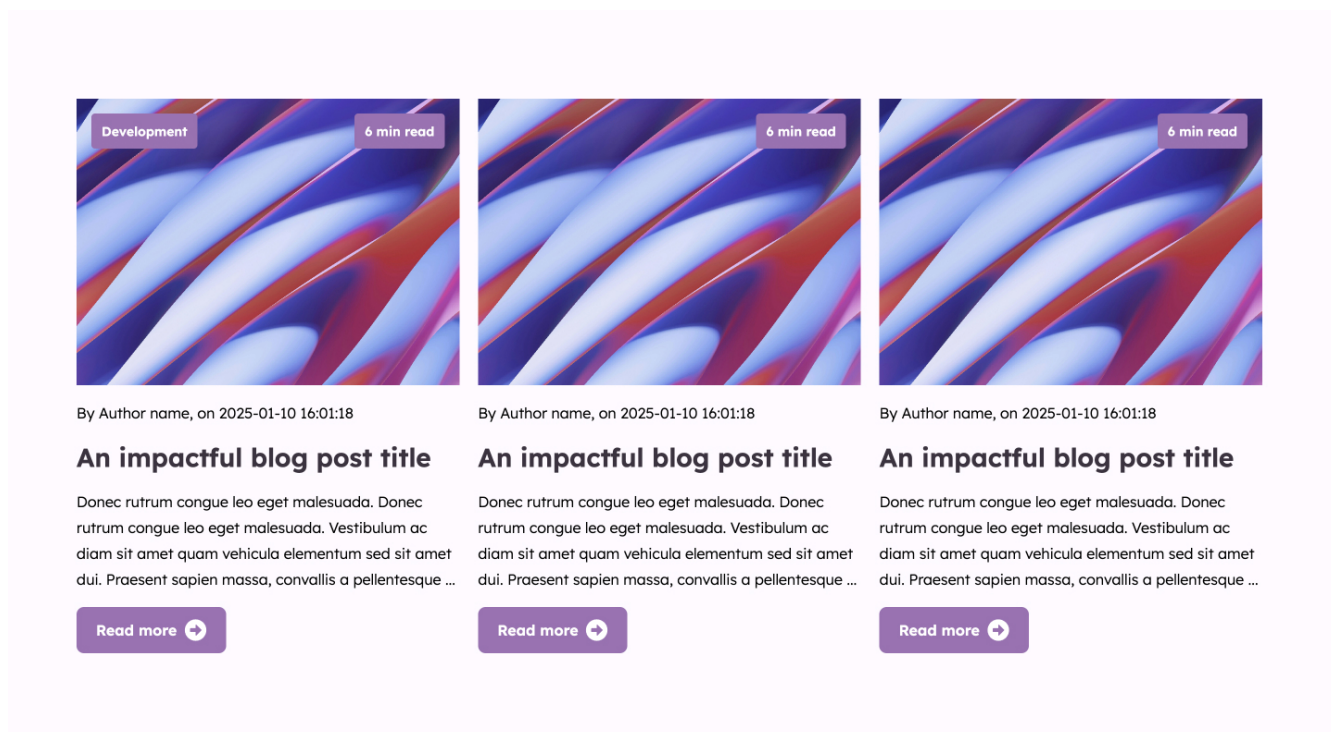 Development
6 min read
By Author name, on 2025-01-10 16:01:18
An impactful blog post title
Donec rutrum congue leo eget malesuada. Donec
rutrum congue leo eget malesuada. Vestibulum ac
diam sit amet quam vehicula elementum sed sit amet
dui. Praesent sapien massa, convallis a pellentesque ...
Read more
6 min read
By Author name, on 2025-01-10 16:01:18
An impactful blog post title
Donec rutrum congue leo eget malesuada. Donec
rutrum congue leo eget malesuada. Vestibulum ac
diam sit amet quam vehicula elementum sed sit amet
dui. Praesent sapien massa, convallis a pellentesque ...
Read more
6 min read
By Author name, on 2025-01-10 16:01:18
An impactful blog post title
Donec rutrum congue leo eget malesuada. Donec
rutrum congue leo eget malesuada. Vestibulum ac
diam sit amet quam vehicula elementum sed sit amet
dui. Praesent sapien massa, convallis a pellentesque ...
Read more